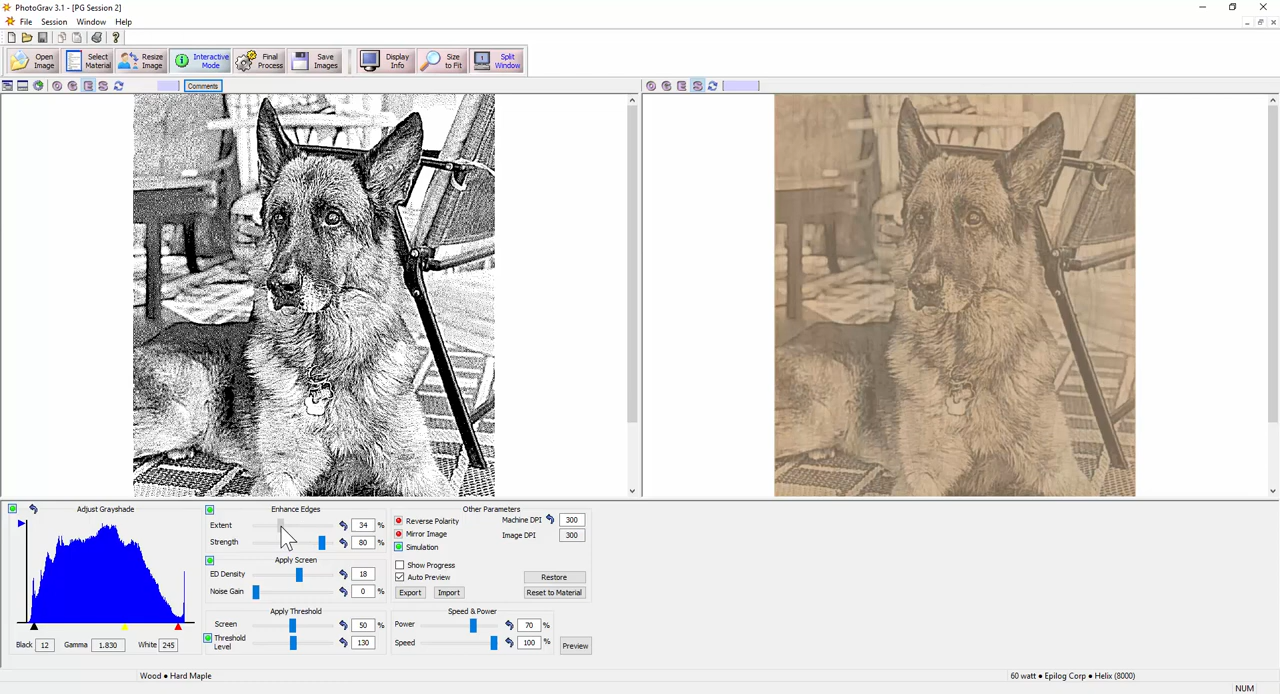 PhotoGrav 3.1 - [PG Session 2]
File Session Window Help
Open Image Select Material Resize Image Interactive Mode Final Process Save Images Display Info Size to Fit Split Window
Comments
Adjust Grayshade
Black 12 Gamma 1.830 White 245
Enhance Edges
Extent 34 %
Strength 80 %
Apply Screen
ED Density 18
Noise Gain 0 %
Apply Threshold
Screen 50 %
Threshold Level 130
Other Parameters
Reverse Polarity Machine DPI 300
Mirror Image Image DPI 300
Simulation
Show Progress
Auto Preview Restore
Export Import Reset to Material
Speed & Power
Power 70 %
Speed 100 %
Preview
Wood ● Hard Maple 60 watt ● Epilog Corp ● Helix (8000)
NUM